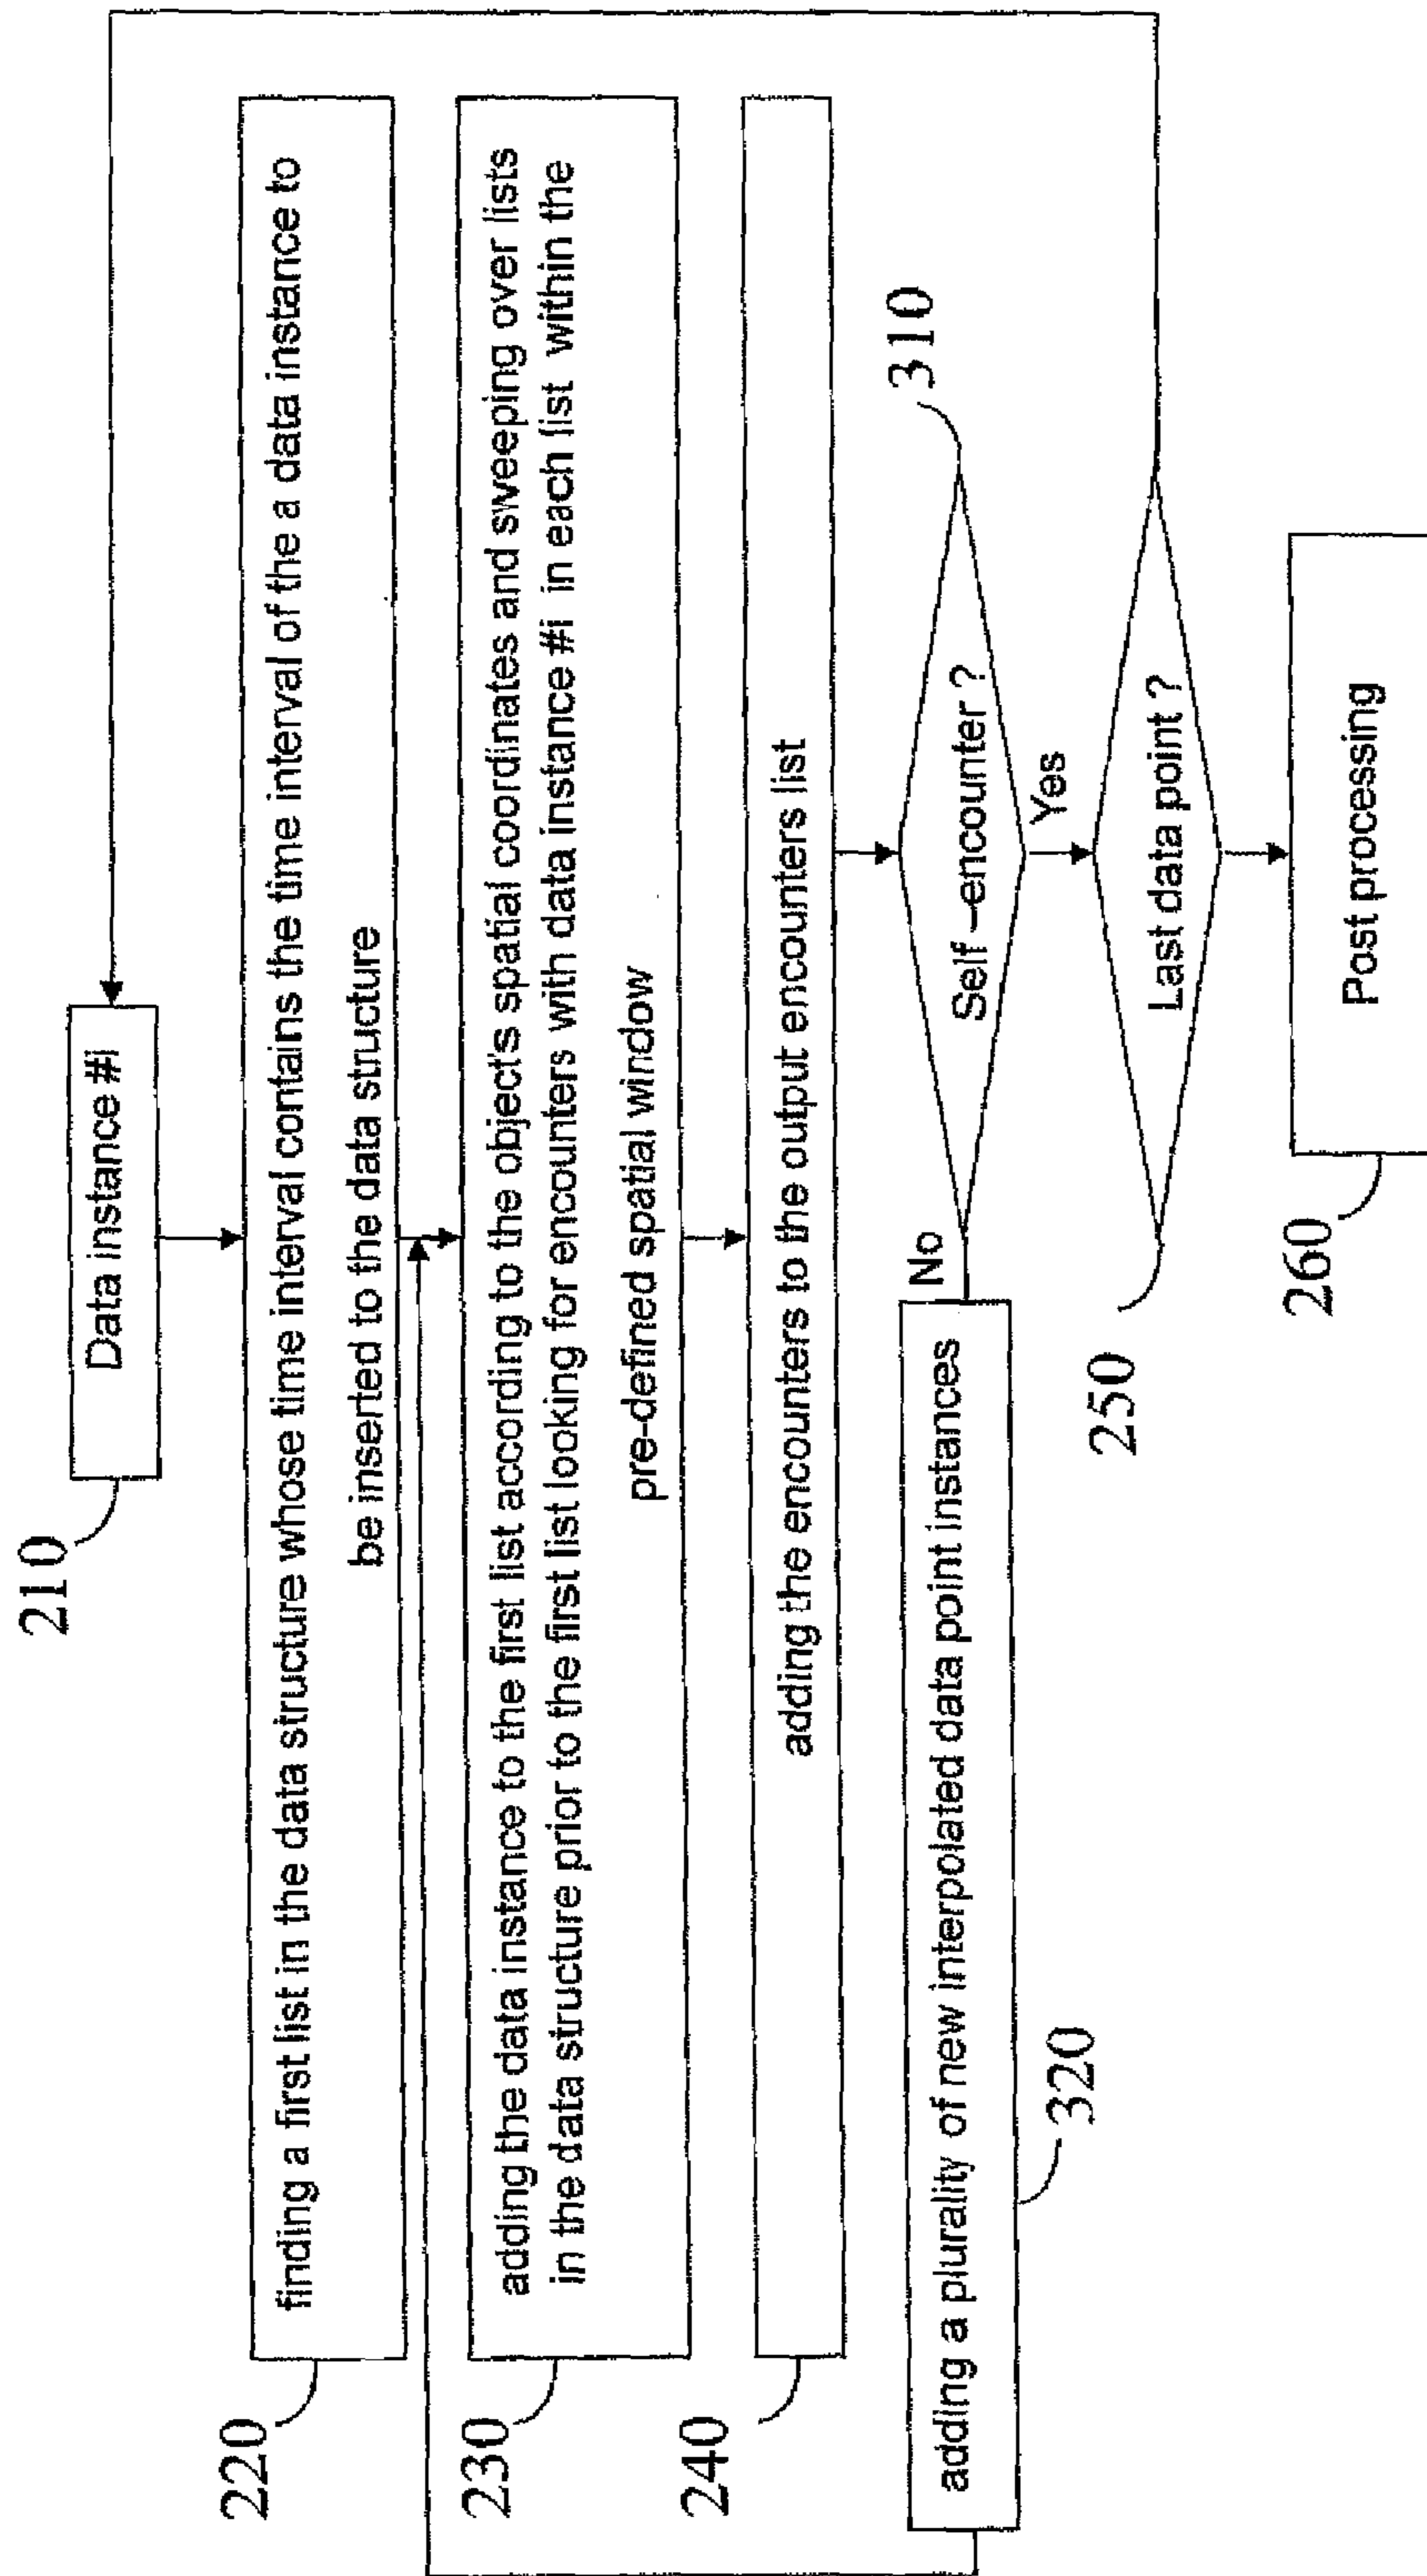 210
Data instance #i
220
finding a first list in the data structure whose time interval contains the time interval of the a data instance to
be inserted to the data structure
230
adding the data instance to the first list according to the object's spatial coordinates and sweeping over lists
in the data structure prior to the first list looking for encounters with data instance #i in each list within the
pre-defined spatial window
240
adding the encounters to the output encounters list
310
Self –encounter ?
No
Yes
adding a plurality of new interpolated data point instances
320
250
Last data point ?
260
Post processing